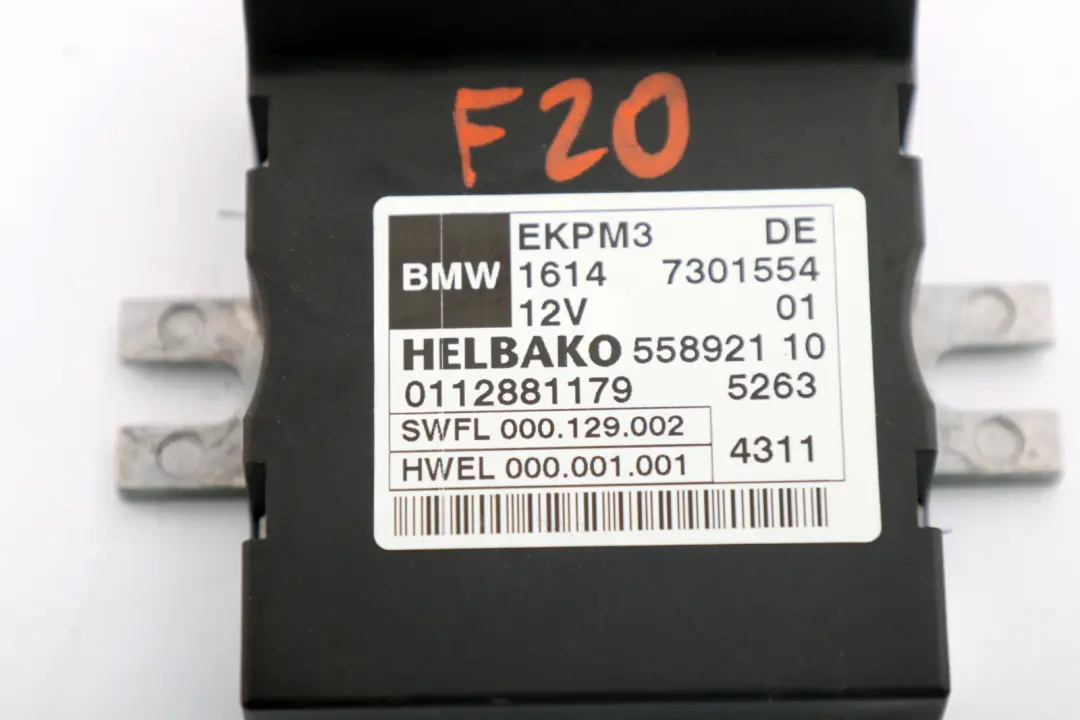 F20
EKPM3 DE
BMW 1614 7301554
12V 01
HELBAKO 558921 10
0112881179 5263
SWFL 000.129.002
4311
HWEL 000.001.001